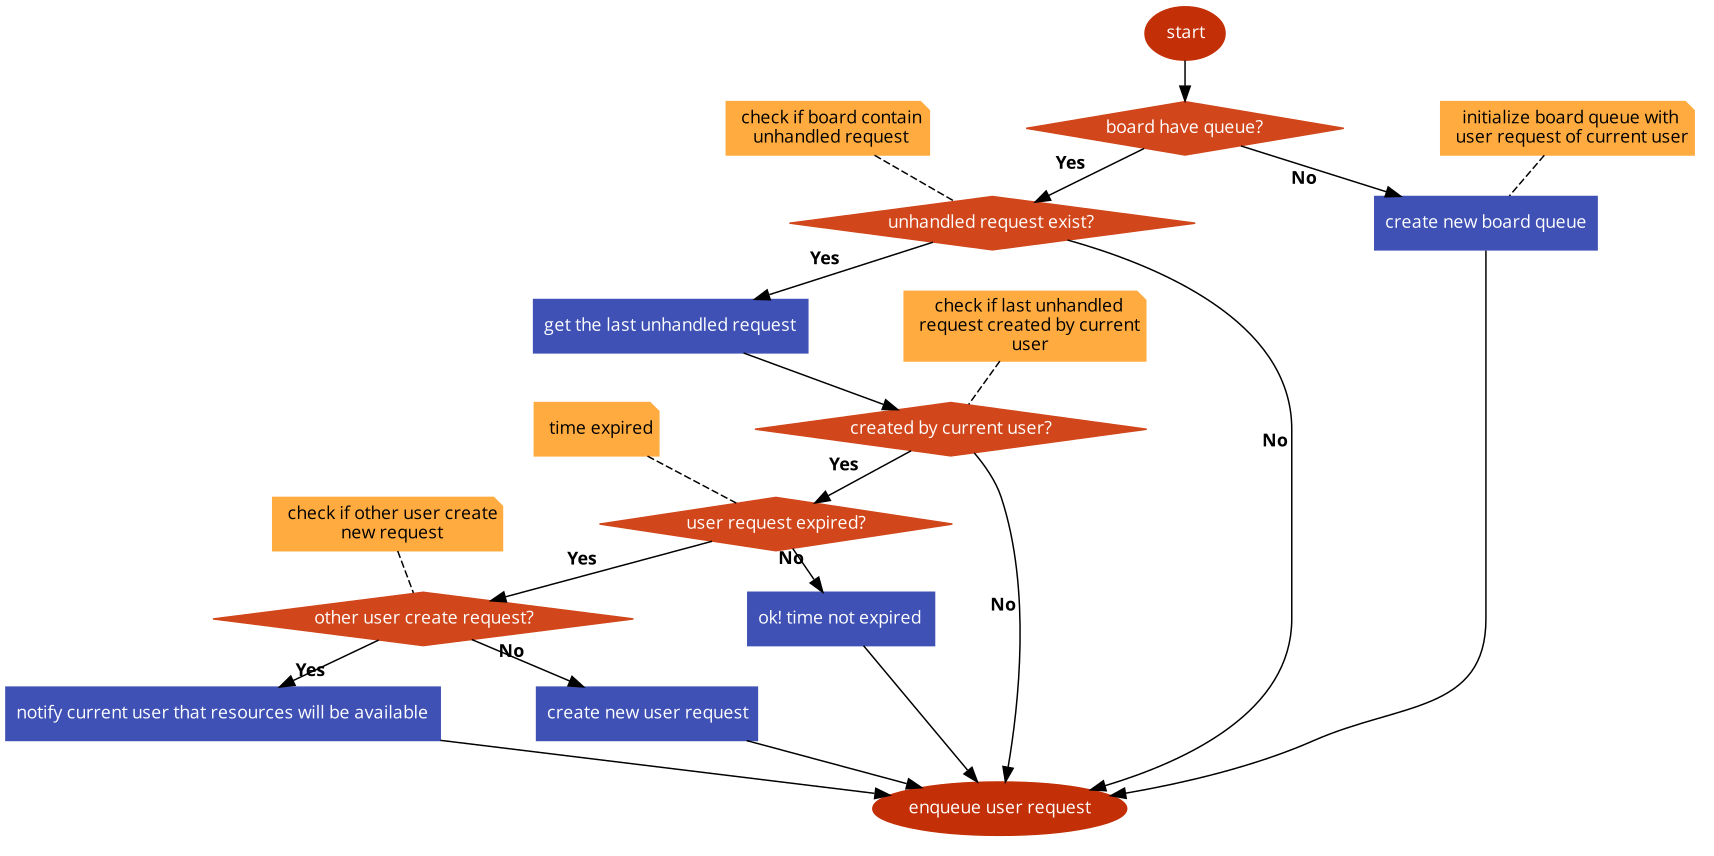 start
check if board contain
unhandled request
board have queue?
initialize board queue with
user request of current user
Yes
No
unhandled request exist?
create new board queue
Yes
get the last unhandled request
check if last unhandled
request created by current
user
time expired
created by current user?
No
Yes
check if other user create
new request
user request expired?
Yes
No
other user create request?
ok! time not expired
No
Yes
No
notify current user that resources will be available
create new user request
enqueue user request